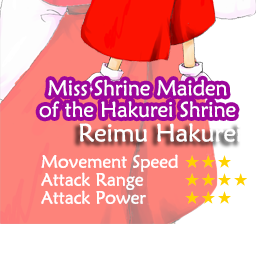 Miss Shrine Maiden
of the Hakurei Shrine
Reimu Hakurei
Movement Speed ★★★
Attack Range ★★★★
Attack Power ★★★